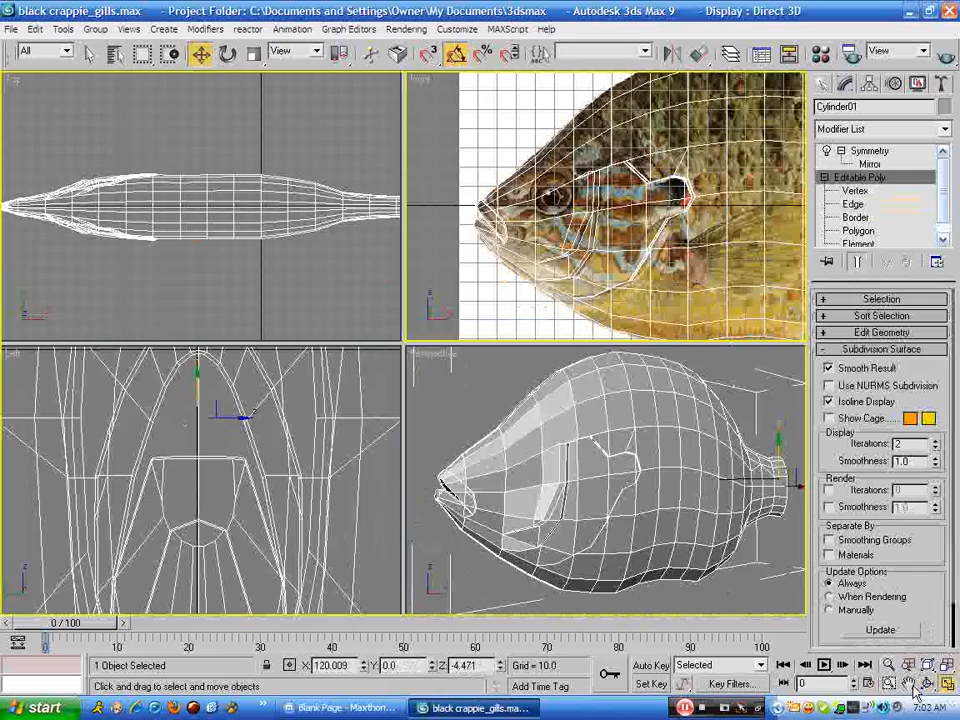 black crappie_gills.max - Project Folder: C:\Documents and Settings\Owner\My Documents\3dsmax - Autodesk 3ds Max 9 - Display : Direct 3D
File Edit Tools Group Views Create Modifiers reactor Animation Graph Editors Rendering Customize MAXScript Help
All View View
Top Front
Cylinder01
Modifier List
Symmetry
Mirror
Editable Poly
Vertex
Edge
Border
Polygon
Element
Selection
Sort Selection
Edit Geometry
Subdivision Surface
Left Perspective
Smooth Result
Use NURMS Subdivision
Isoline Display
Show Cage......
Display
Iterations: 2
Smoothness: 1.0
Render
Iterations: 0
Smoothness: 1.0
Separate By
Smoothing Groups
Materials
Update Options
Always
When Rendering
Manually
Update
0 / 100
0 10 20 30 40 50 60 70 80 90 100
1 Object Selected X: 120.009 Y: 0.0 Z: -4.471 Grid = 10.0 Auto Key Selected
Click and drag to select and move objects Add Time Tag Set Key Key Filters... 0
start Blank Page - Maxthon... black crappie_gills.ma... 7:03 AM